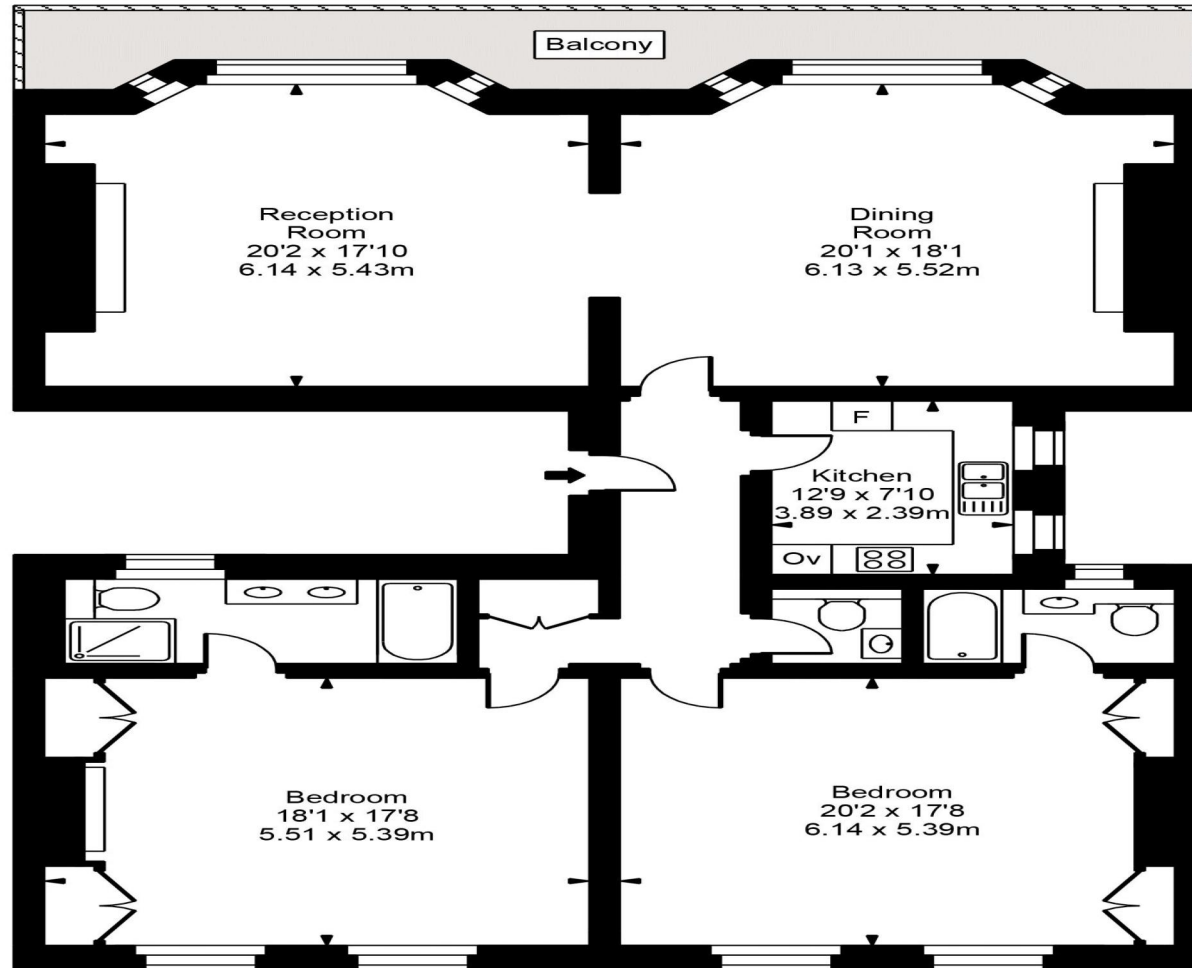 Balcony
Reception
Room
20'2 x 17'10
6.14 x 5.43m
Dining
Room
20'1 x 18'1
6.13 x 5.52m
F
Kitchen
12'9 x 7'10
3.89 x 2.39m
Ov
Bedroom
18'1 x 17'8
5.51 x 5.39m
Bedroom
20'2 x 17'8
6.14 x 5.39m